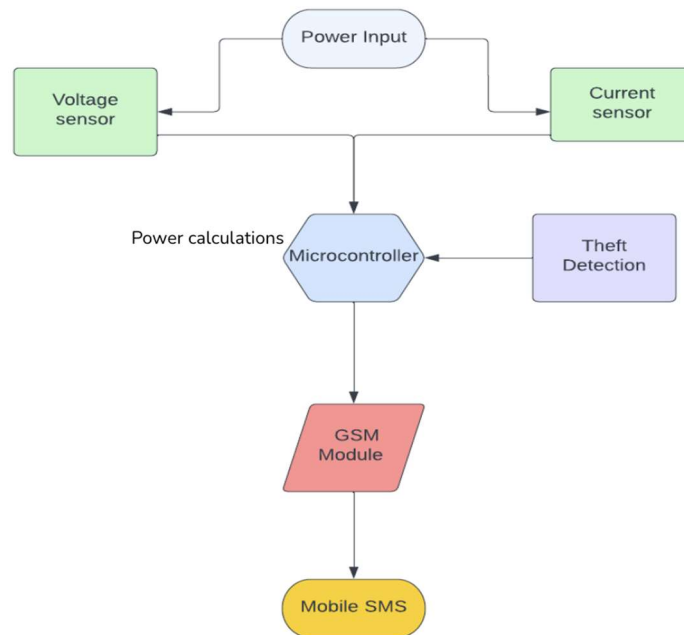 Power Input
Voltage
sensor
Current
sensor
Power calculations
Microcontroller
Theft
Detection
GSM
Module
Mobile SMS